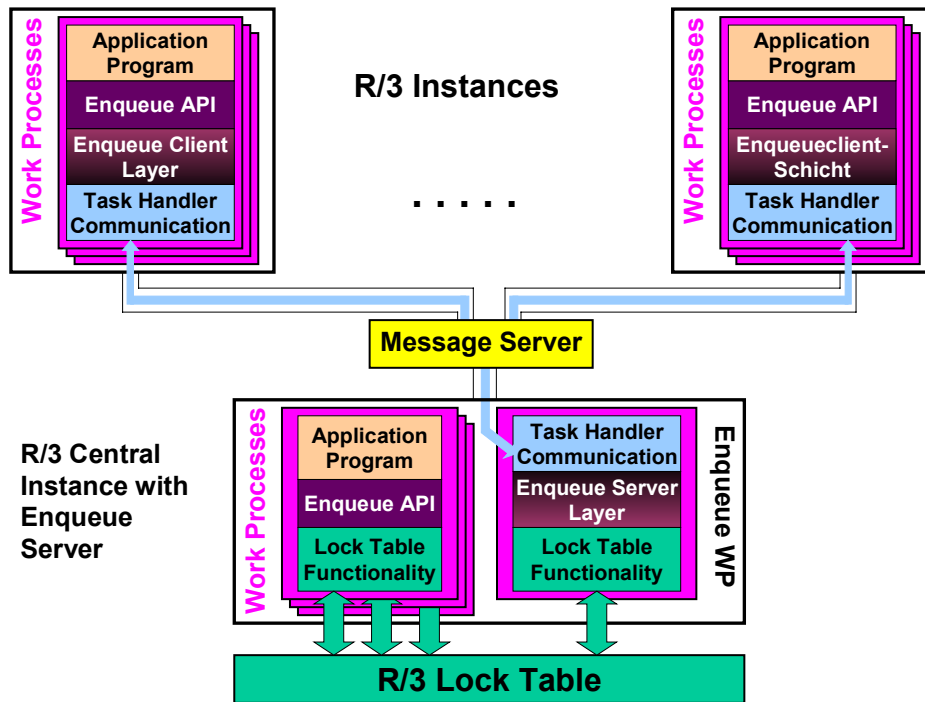 Work Processes
Application
Program
Enqueue API
Enqueue Client
Layer
Task Handler
Communication
R/3 Instances
. . . . .
Work Processes
Application
Program
Enqueue API
Enqueueclient-
Schicht
Task Handler
Communication
Message Server
R/3 Central
Instance with
Enqueue
Server
Work Processes
Application
Program
Enqueue API
Lock Table
Functionality
Task Handler
Communication
Enqueue Server
Layer
Lock Table
Functionality
Enqueue WP
R/3 Lock Table